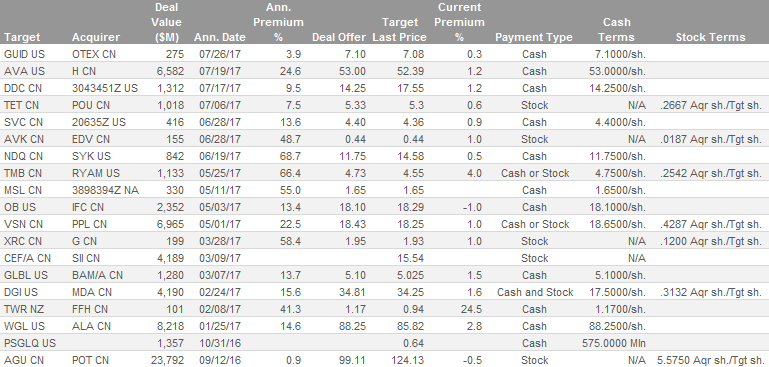 Deal Ann. Current
Value Premium Target Premium Cash
Target Acquirer ($M) Ann. Date % Deal Offer Last Price % Payment Type Terms Stock Terms
GUID US OTEX CN 275 07/26/17 3.9 7.10 7.08 0.3 Cash 7.1000/sh.
AVA US H CN 6,582 07/19/17 24.6 53.00 52.39 1.2 Cash 53.0000/sh.
DDC CN 3043451Z US 1,312 07/17/17 9.5 14.25 17.55 1.2 Cash 14.2500/sh.
TET CN POU CN 1,018 07/06/17 7.5 5.33 5.3 0.6 Stock N/A .2667 Aqr sh./Tgt sh.
SVC CN 20635Z US 416 06/28/17 13.6 4.40 4.36 0.9 Cash 4.4000/sh.
AVK CN EDV CN 155 06/28/17 48.7 0.44 0.44 1.0 Stock N/A .0187 Aqr sh./Tgt sh.
NDQ CN SYK US 842 06/19/17 68.7 11.75 14.58 0.5 Cash 11.7500/sh.
TMB CN RYAM US 1,133 05/25/17 66.4 4.73 4.55 4.0 Cash or Stock 4.7500/sh. .2542 Aqr sh./Tgt sh.
MSL CN 3898394Z NA 330 05/11/17 55.0 1.65 1.65 Cash 1.6500/sh.
OB US IFC CN 2,352 05/03/17 13.4 18.10 18.29 -1.0 Cash 18.1000/sh.
VSN CN PPL CN 6,965 05/01/17 22.5 18.43 18.25 1.0 Cash or Stock 18.6500/sh. .4287 Aqr sh./Tgt sh.
XRC CN G CN 199 03/28/17 58.4 1.95 1.93 1.0 Stock N/A .1200 Aqr sh./Tgt sh.
CEF/A CN SII CN 4,189 03/09/17 15.54 Stock N/A
GLBL US BAM/A CN 1,280 03/07/17 13.7 5.10 5.025 1.5 Cash 5.1000/sh.
DGI US MDA CN 4,190 02/24/17 15.6 34.81 34.25 1.6 Cash and Stock 17.5000/sh. .3132 Aqr sh./Tgt sh.
TWR NZ FFH CN 101 02/08/17 41.3 1.17 0.94 24.5 Cash 1.1700/sh.
WGL US ALA CN 8,218 01/25/17 14.6 88.25 85.82 2.8 Cash 88.2500/sh.
PSGLQ US 1,357 10/31/16 0.64 Cash 575.0000 Mln
AGU CN POT CN 23,792 09/12/16 0.9 99.11 124.13 -0.5 Stock N/A 5.5750 Aqr sh./Tgt sh.